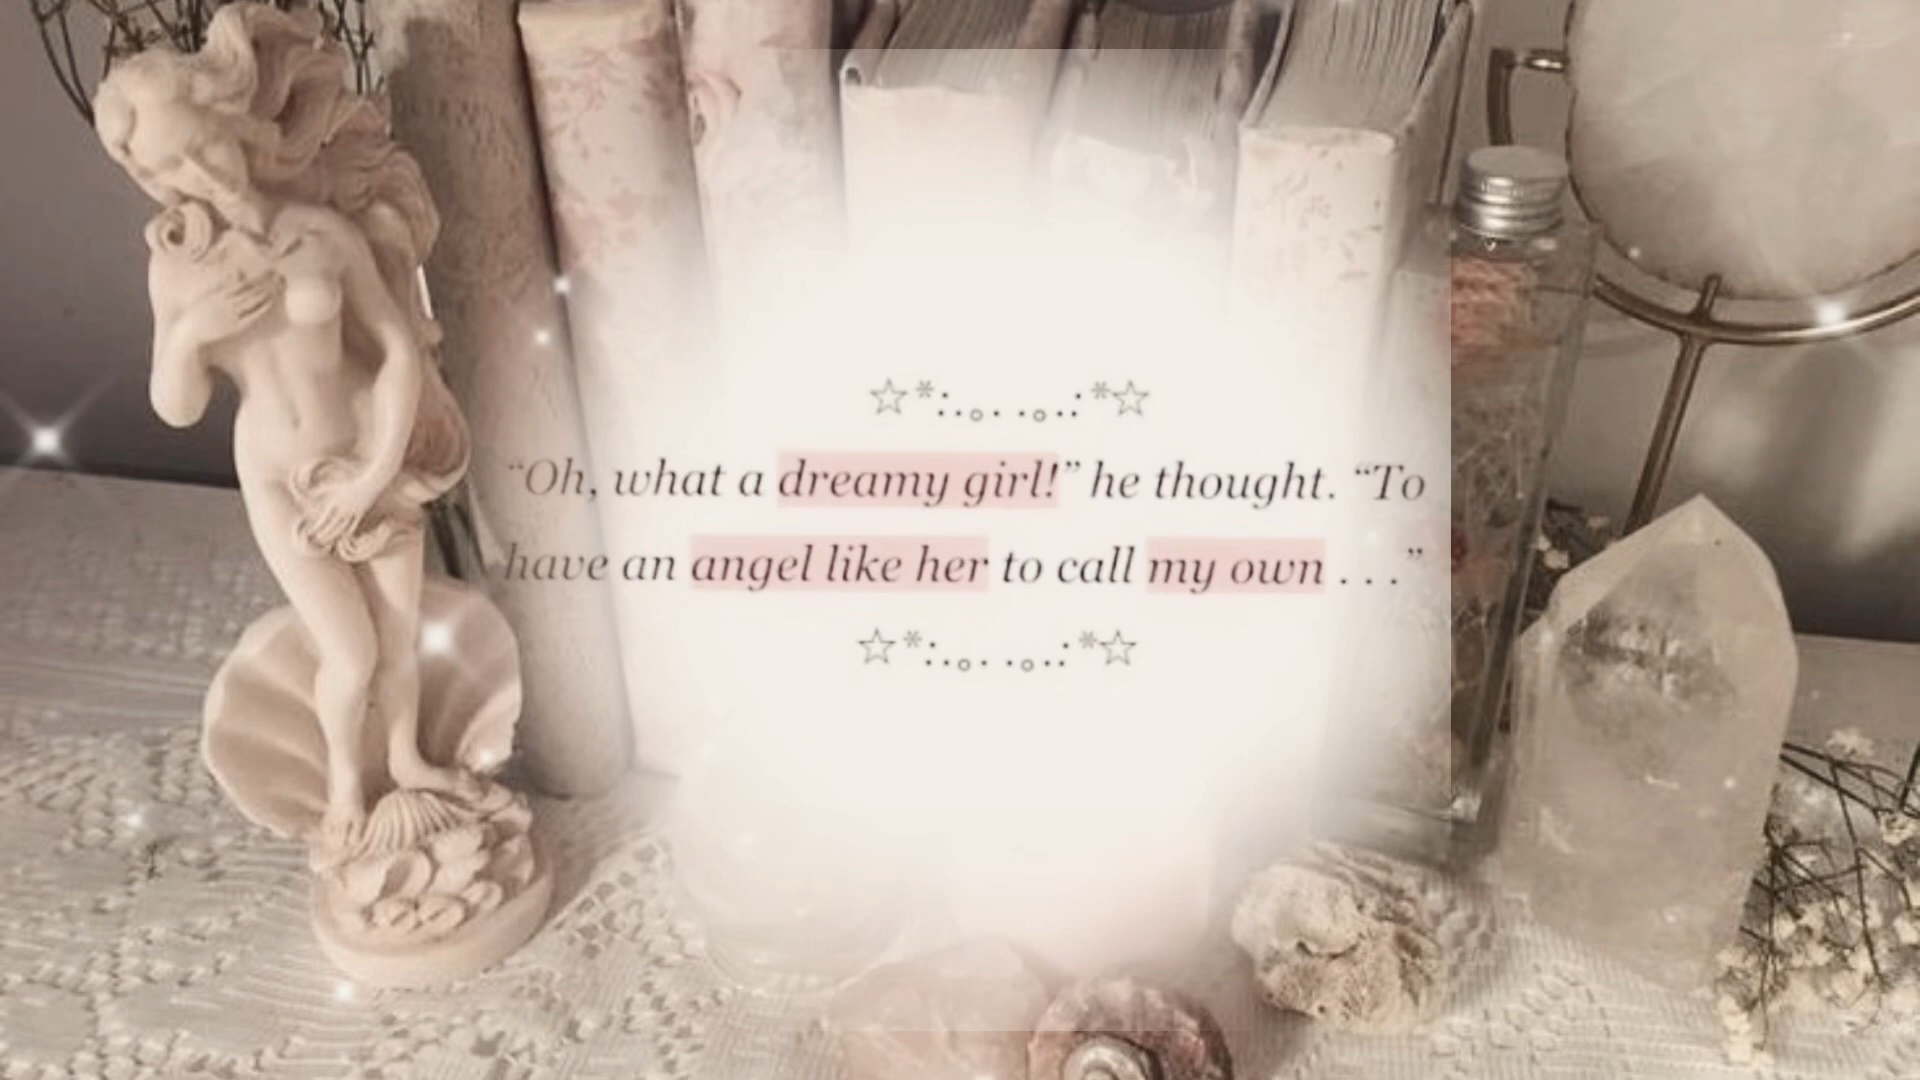 ☆*:..。. .。.:*☆
“Oh, what a dreamy girl!” he thought. “To
have an angel like her to call my own . . .”
☆*:..。. .。.:*☆